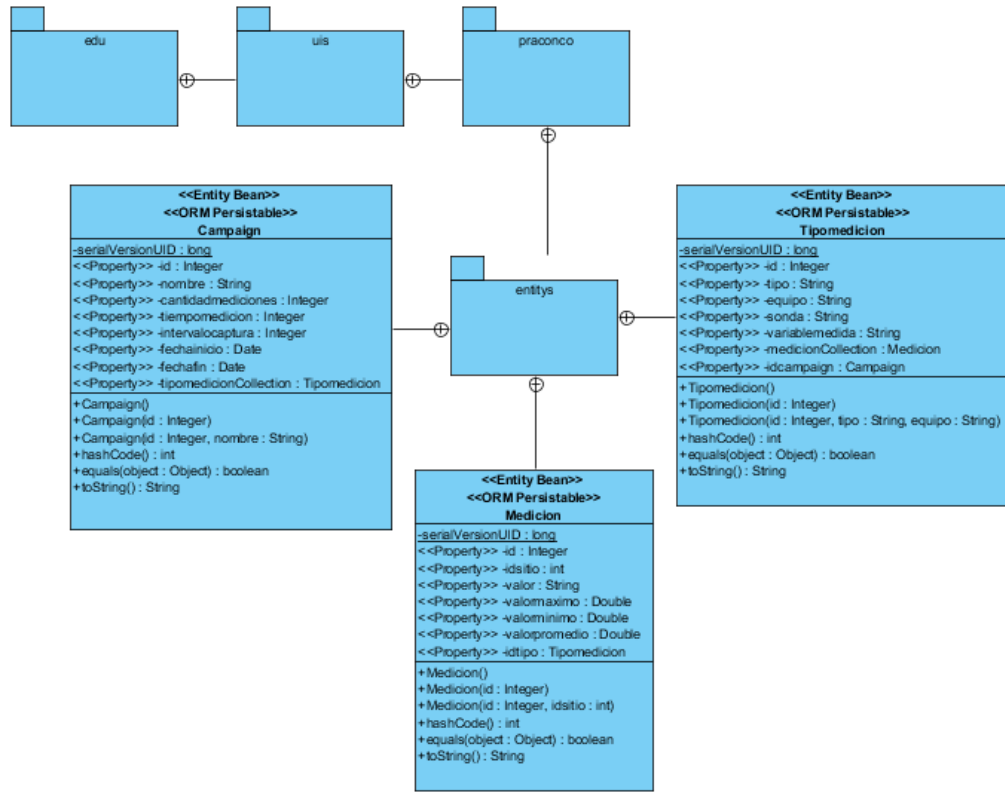 edu
uis
praconco
<<Entity Bean>>
<<ORM Persistable>>
Campaign
-serialVersionUID : long
<<Property>> -id : Integer
<<Property>> -nombre : String
<<Property>> -cantidadmediciones : Integer
<<Property>> -tiempomedicion : Integer
<<Property>> -intervalocaptura : Integer
<<Property>> -fechainicio : Date
<<Property>> -fechafin : Date
<<Property>> -tipomedicionCollection : Tipomedicion
+Campaign()
+Campaign(id : Integer)
+Campaign(id : Integer, nombre : String)
+hashCode() : int
+equals(object : Object) : boolean
+toString() : String
entitys
<<Entity Bean>>
<<ORM Persistable>>
Tipomedicion
-serialVersionUID : long
<<Property>> -id : Integer
<<Property>> -tipo : String
<<Property>> -equipo : String
<<Property>> -sonda : String
<<Property>> -variablemedida : String
<<Property>> -medicionCollection : Medicion
<<Property>> -idcampaign : Campaign
+Tipomedicion()
+Tipomedicion(id : Integer)
+Tipomedicion(id : Integer, tipo : String, equipo : String)
+hashCode() : int
+equals(object : Object) : boolean
+toString() : String
<<Entity Bean>>
<<ORM Persistable>>
Medicion
-serialVersionUID : long
<<Property>> -id : Integer
<<Property>> -idsitio : int
<<Property>> -valor : String
<<Property>> -valormaximo : Double
<<Property>> -valorminimo : Double
<<Property>> -valorpromedio : Double
<<Property>> -idtipo : Tipomedicion
+Medicion()
+Medicion(id : Integer)
+Medicion(id : Integer, idsitio : int)
+hashCode() : int
+equals(object : Object) : boolean
+toString() : String